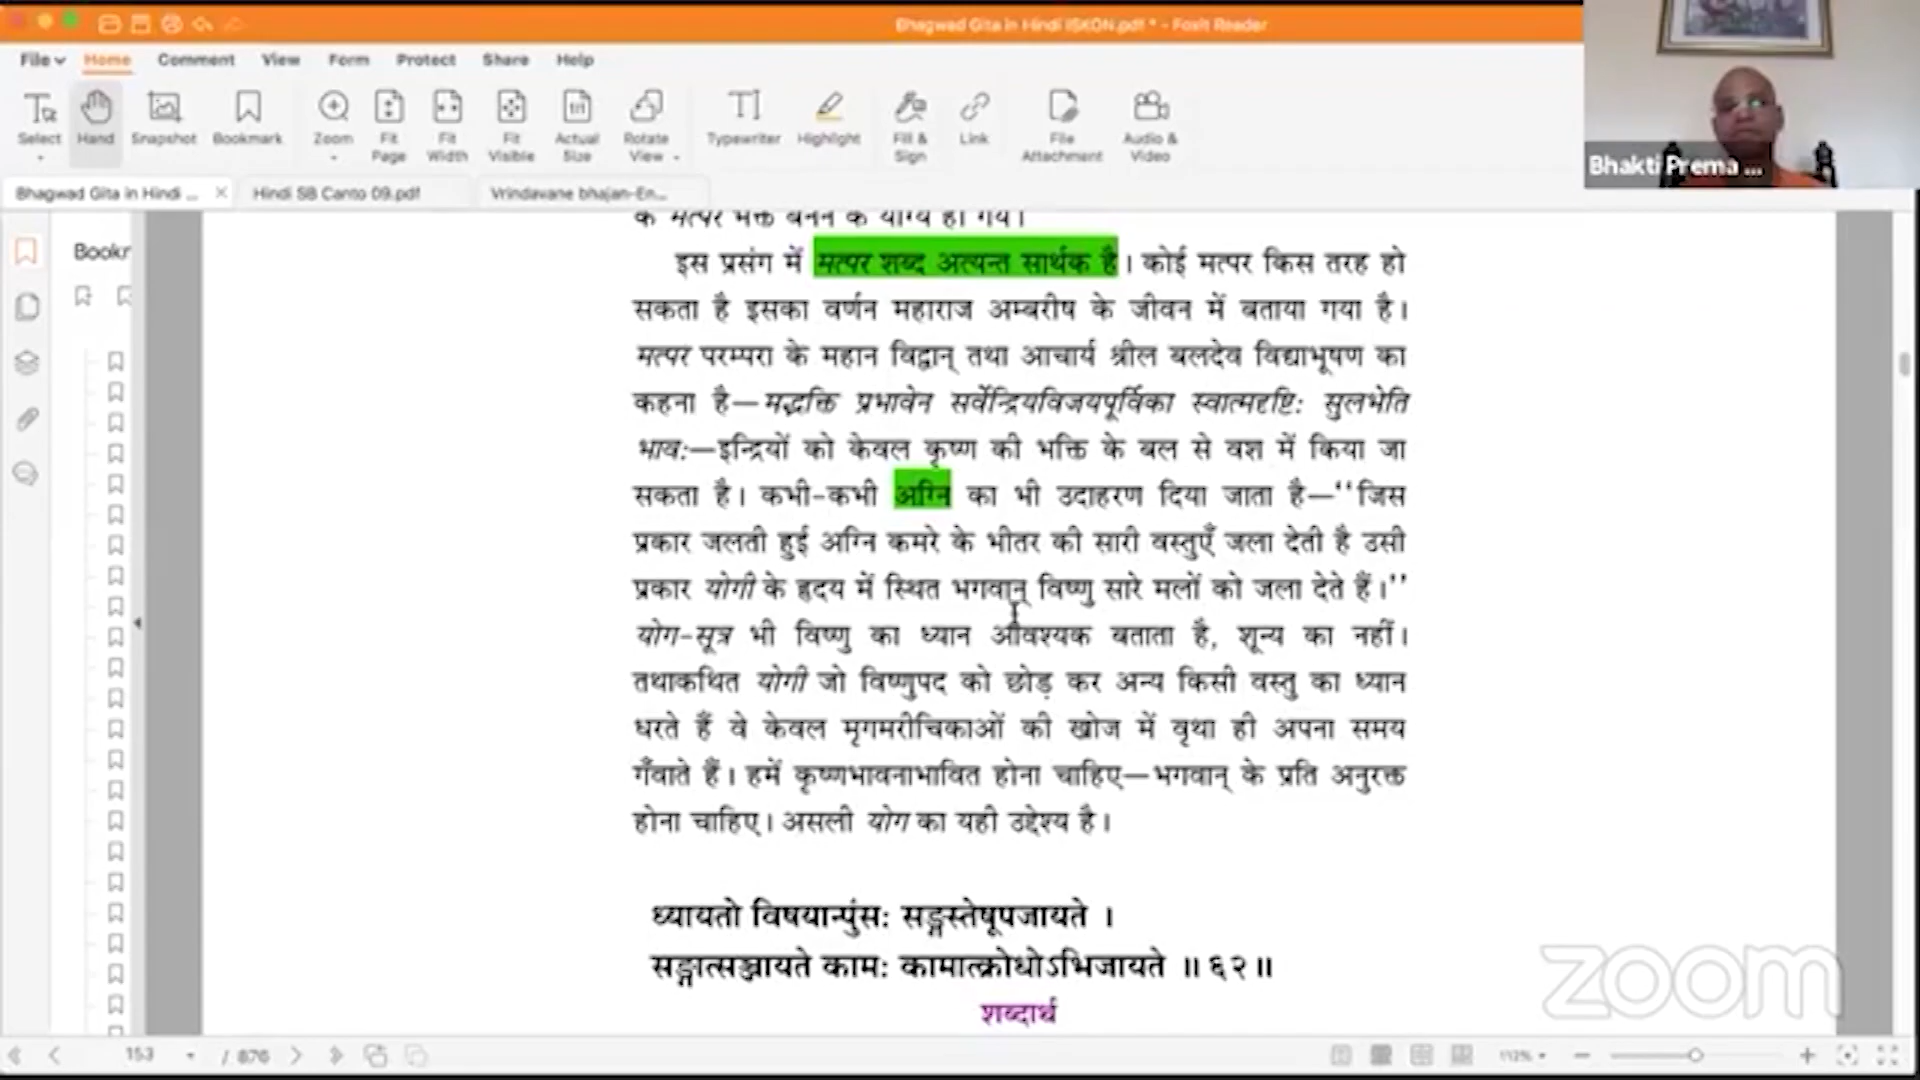 Bhagwad Gita in Hindi ISKON.pdf * - Foxit Reader
File Home Comment View Form Protect Share Help
Select Hand Snapshot Bookmark Zoom Fit Page Fit Width Fit Visible Actual Size Rotate View Typewriter Highlight Fill & Sign Link File Attachment Audio & Video
Bhakti Prema ...
Bhagwad Gita in Hindi ... Hindi SB Canto 09.pdf Vrindavane bhajan-En...
Bookr
के मत्पर भक्त बनने के योग्य हो गये।
इस प्रसंग में मत्पर शब्द अत्यन्त सार्थक है। कोई मत्पर किस तरह हो
सकता है इसका वर्णन महाराज अम्बरीष के जीवन में बताया गया है।
मत्पर परम्परा के महान विद्वान् तथा आचार्य श्रील बलदेव विद्याभूषण का
कहना है—मद्भक्ति प्रभावेन सर्वेन्द्रियविजयपूर्विका स्वात्मदृष्टिः सुलभेति
भावः—इन्द्रियों को केवल कृष्ण की भक्ति के बल से वश में किया जा
सकता है। कभी-कभी अग्नि का भी उदाहरण दिया जाता है—‘‘जिस
प्रकार जलती हुई अग्नि कमरे के भीतर की सारी वस्तुएँ जला देती है उसी
प्रकार योगी के हृदय में स्थित भगवान् विष्णु सारे मलों को जला देते हैं।’’
योग-सूत्र भी विष्णु का ध्यान आवश्यक बताता है, शून्य का नहीं।
तथाकथित योगी जो विष्णुपद को छोड़ कर अन्य किसी वस्तु का ध्यान
धरते हैं वे केवल मृगमरीचिकाओं की खोज में वृथा ही अपना समय
गँवाते हैं। हमें कृष्णभावनाभावित होना चाहिए—भगवान् के प्रति अनुरक्त
होना चाहिए। असली योग का यही उद्देश्य है।
ध्यायतो विषयान्पुंसः सङ्गस्तेषूपजायते ।
सङ्गात्सञ्जायते कामः कामात्क्रोधोऽभिजायते ॥ ६२॥
शब्दार्थ
zoom
153 / 876 112%